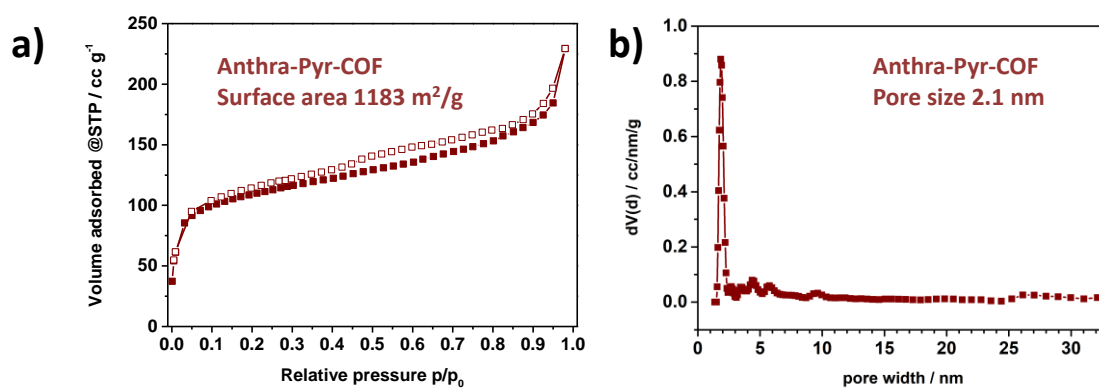 a)
Volume adsorbed @STP / cc g⁻¹
250
200
150
100
50
0
Anthra-Pyr-COF
Surface area 1183 m²/g
0.0 0.1 0.2 0.3 0.4 0.5 0.6 0.7 0.8 0.9 1.0
Relative pressure p/p₀
b)
dV(d) / cc/nm/g
1.0
0.8
0.6
0.4
0.2
0.0
Anthra-Pyr-COF
Pore size 2.1 nm
0 5 10 15 20 25 30
pore width / nm